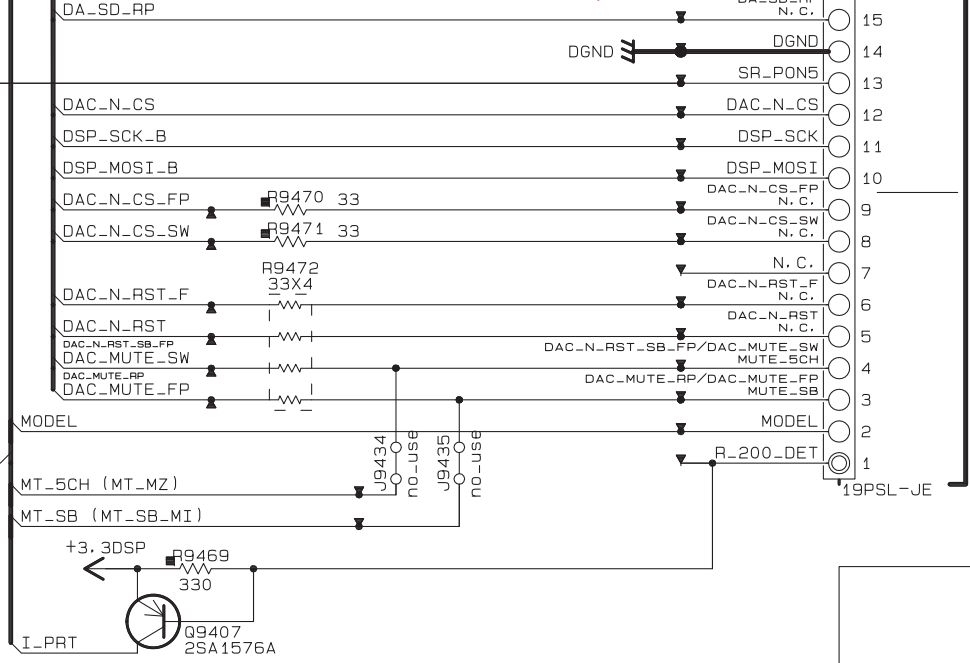 DA_SD_RP N.C. 15
DGND DGND 14
SR_PON5 13
DAC_N_CS DAC_N_CS 12
DSP_SCK_B DSP_SCK 11
DSP_MOSI_B DSP_MOSI 10
DAC_N_CS_FP
DAC_N_CS_FP R9470 33 N.C. 9
DAC_N_CS_SW
DAC_N_CS_SW R9471 33 N.C. 8
R9472 N.C. 7
33X4
DAC_N_RST_F
DAC_N_RST_F N.C. 6
DAC_N_RST
DAC_N_RST N.C. 5
DAC_N_RST_SB_FP DAC_N_RST_SB_FP/DAC_MUTE_SW
DAC_MUTE_SW MUTE_5CH 4
DAC_MUTE_RP DAC_MUTE_RP/DAC_MUTE_FP
DAC_MUTE_FP MUTE_SB 3
MODEL MODEL 2
J9434 no_use J9435 no_use
R_200_DET 1
MT_5CH (MT_MZ) 19PSL-JE
MT_SB (MT_SB_MI)
+3.3DSP R9469
330
Q9407
I_PRT 2SA1576A